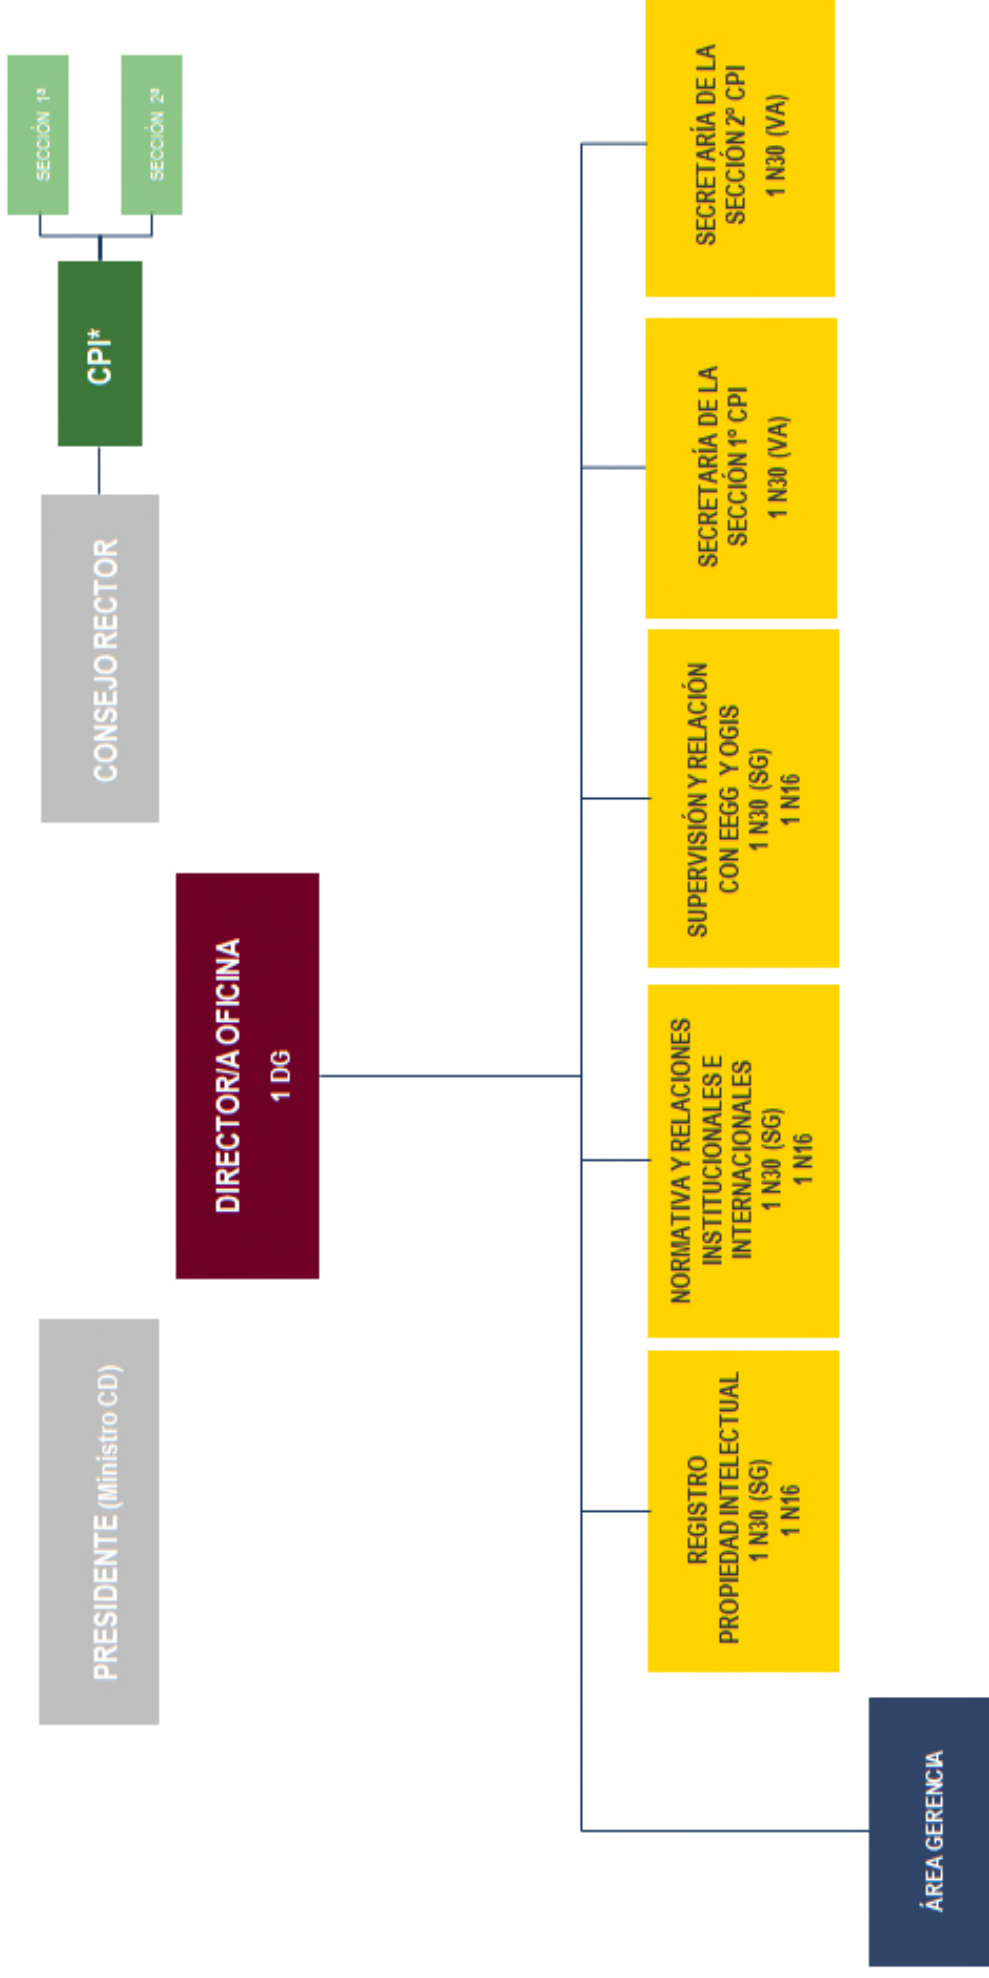 PRESIDENTE (Ministro CD)
CONSEJO RECTOR
CPI*
SECCIÓN 1ª
SECCIÓN 2ª
DIRECTOR/A OFICINA
1 DG
REGISTRO
PROPIEDAD INTELECTUAL
1 N30 (SG)
1 N16
NORMATIVA Y RELACIONES
INSTITUCIONALES E
INTERNACIONALES
1 N30 (SG)
1 N16
SUPERVISIÓN Y RELACIÓN
CON EEGG Y OGIS
1 N30 (SG)
1 N16
SECRETARÍA DE LA
SECCIÓN 1º CPI
1 N30 (VA)
SECRETARÍA DE LA
SECCIÓN 2º CPI
1 N30 (VA)
ÁREA GERENCIA